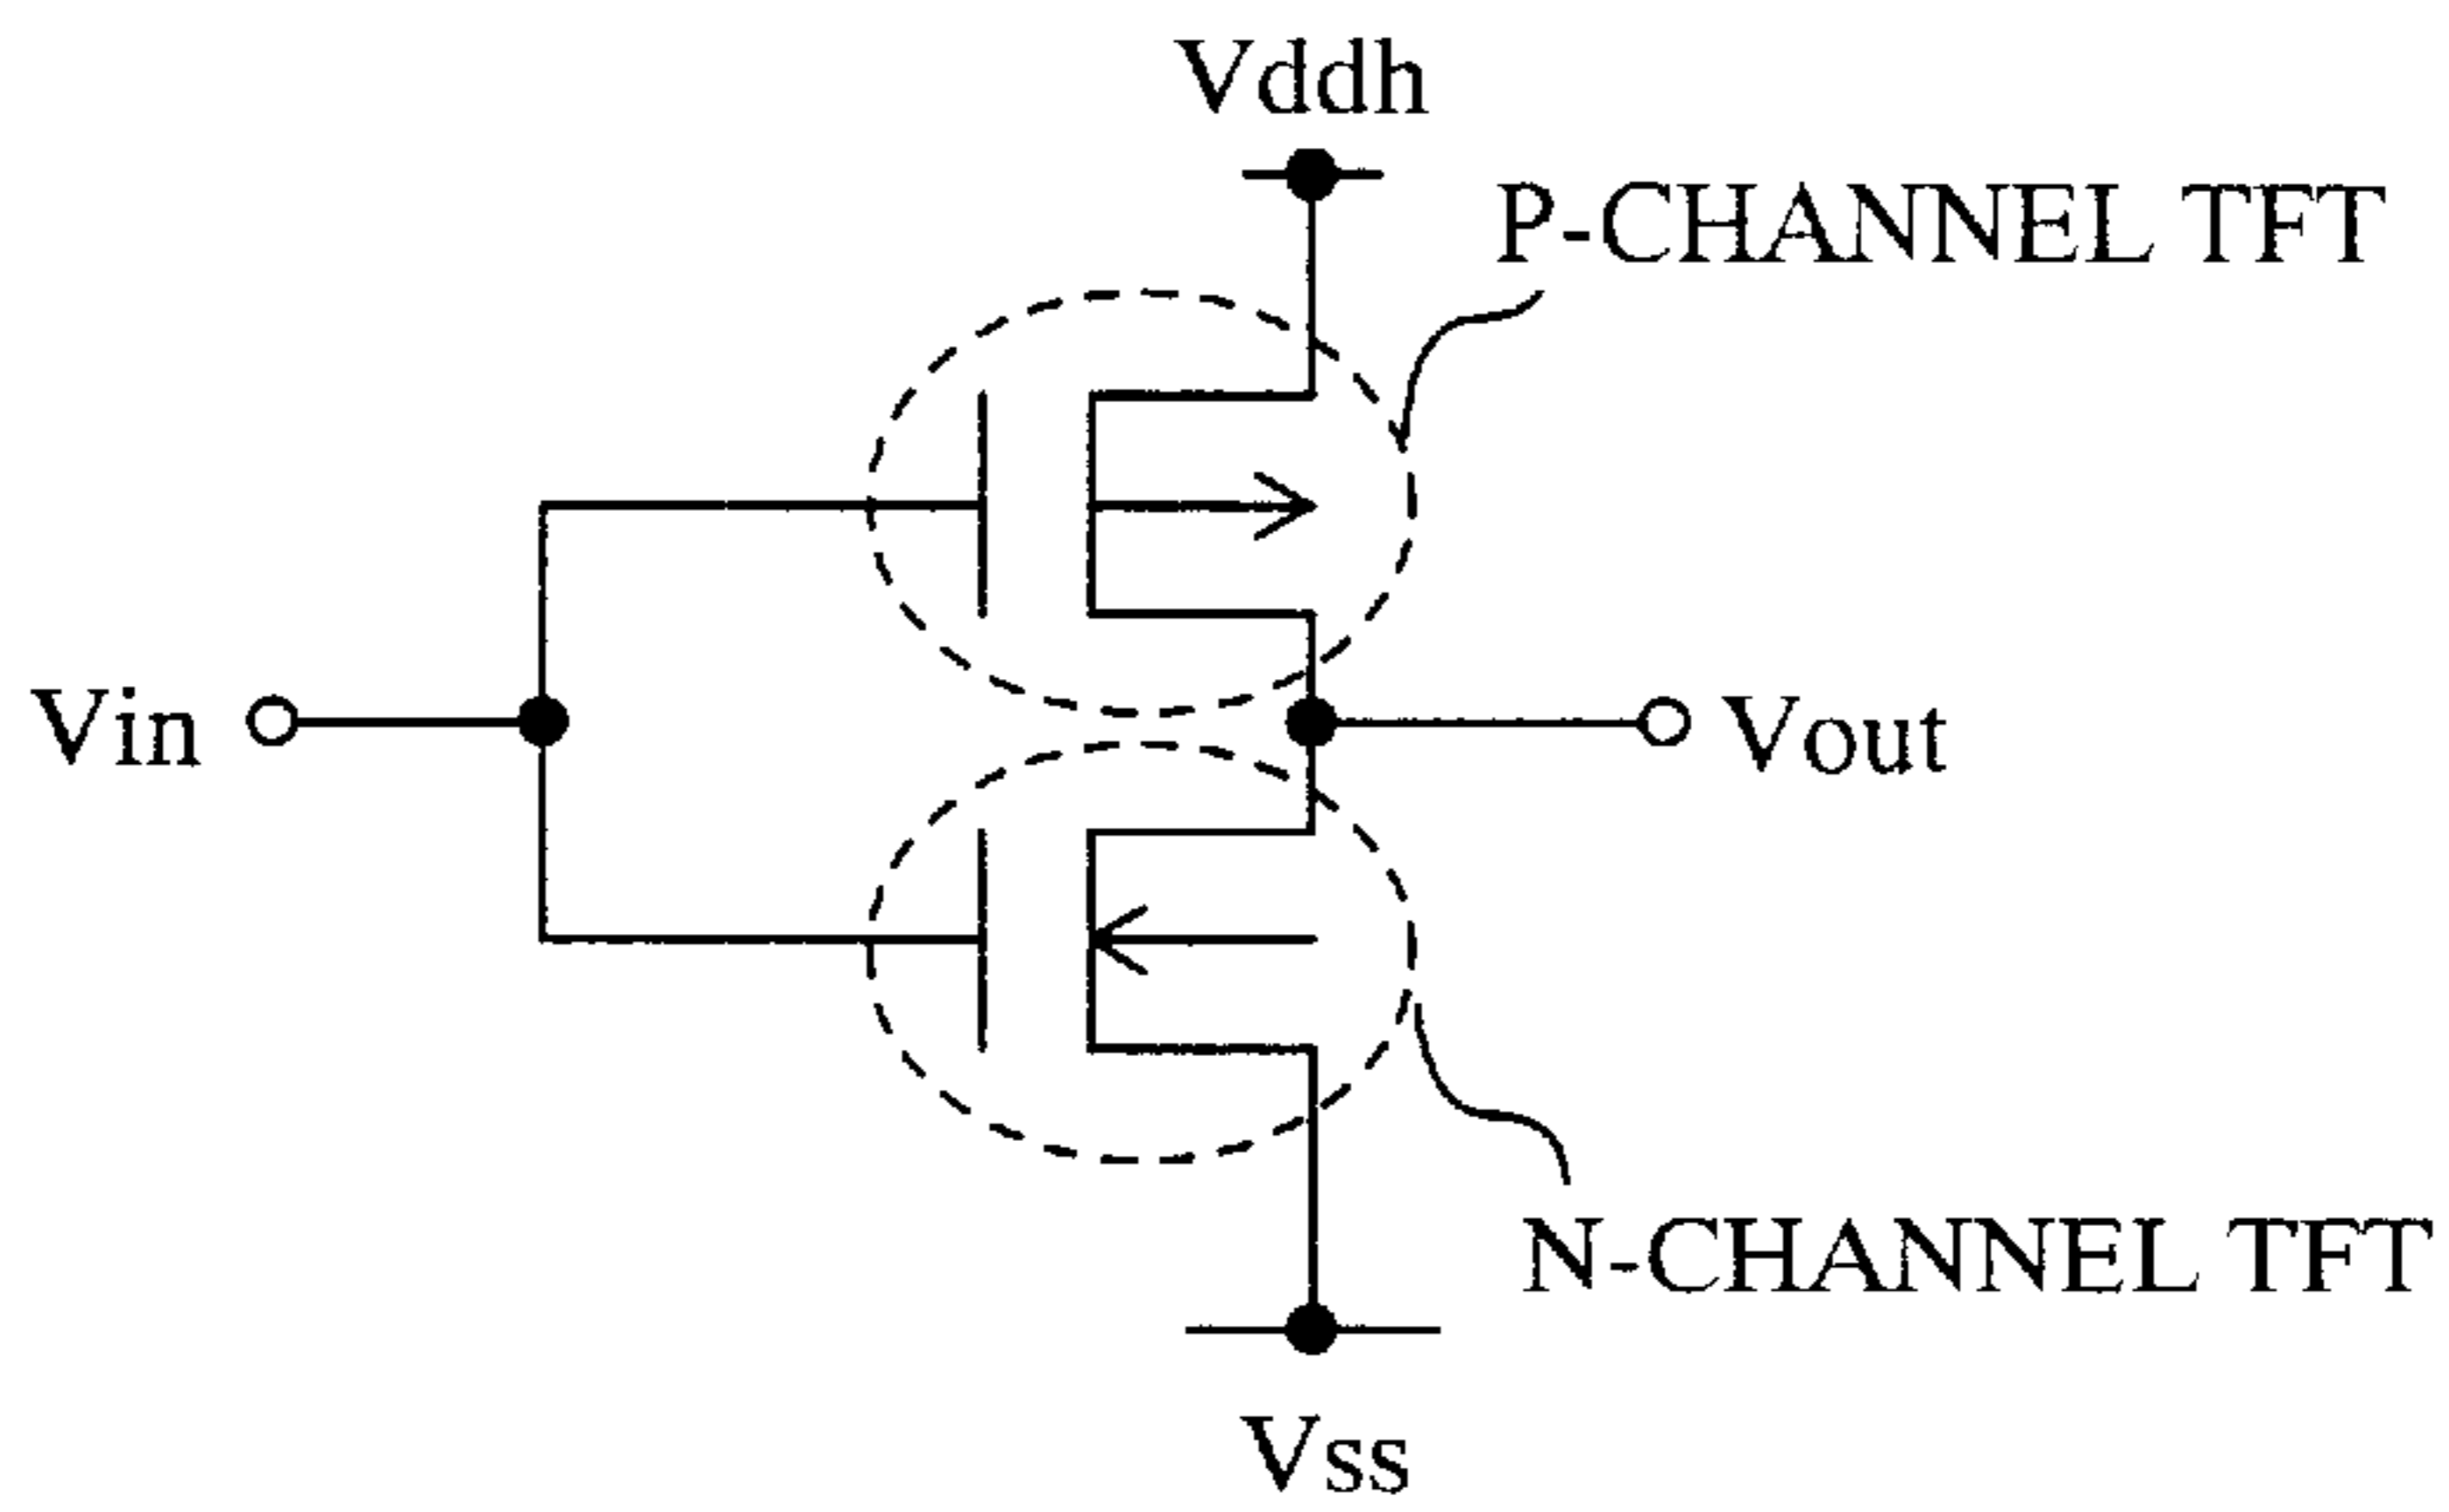 Vddh
P-CHANNEL TFT
Vin
Vout
N-CHANNEL TFT
Vss